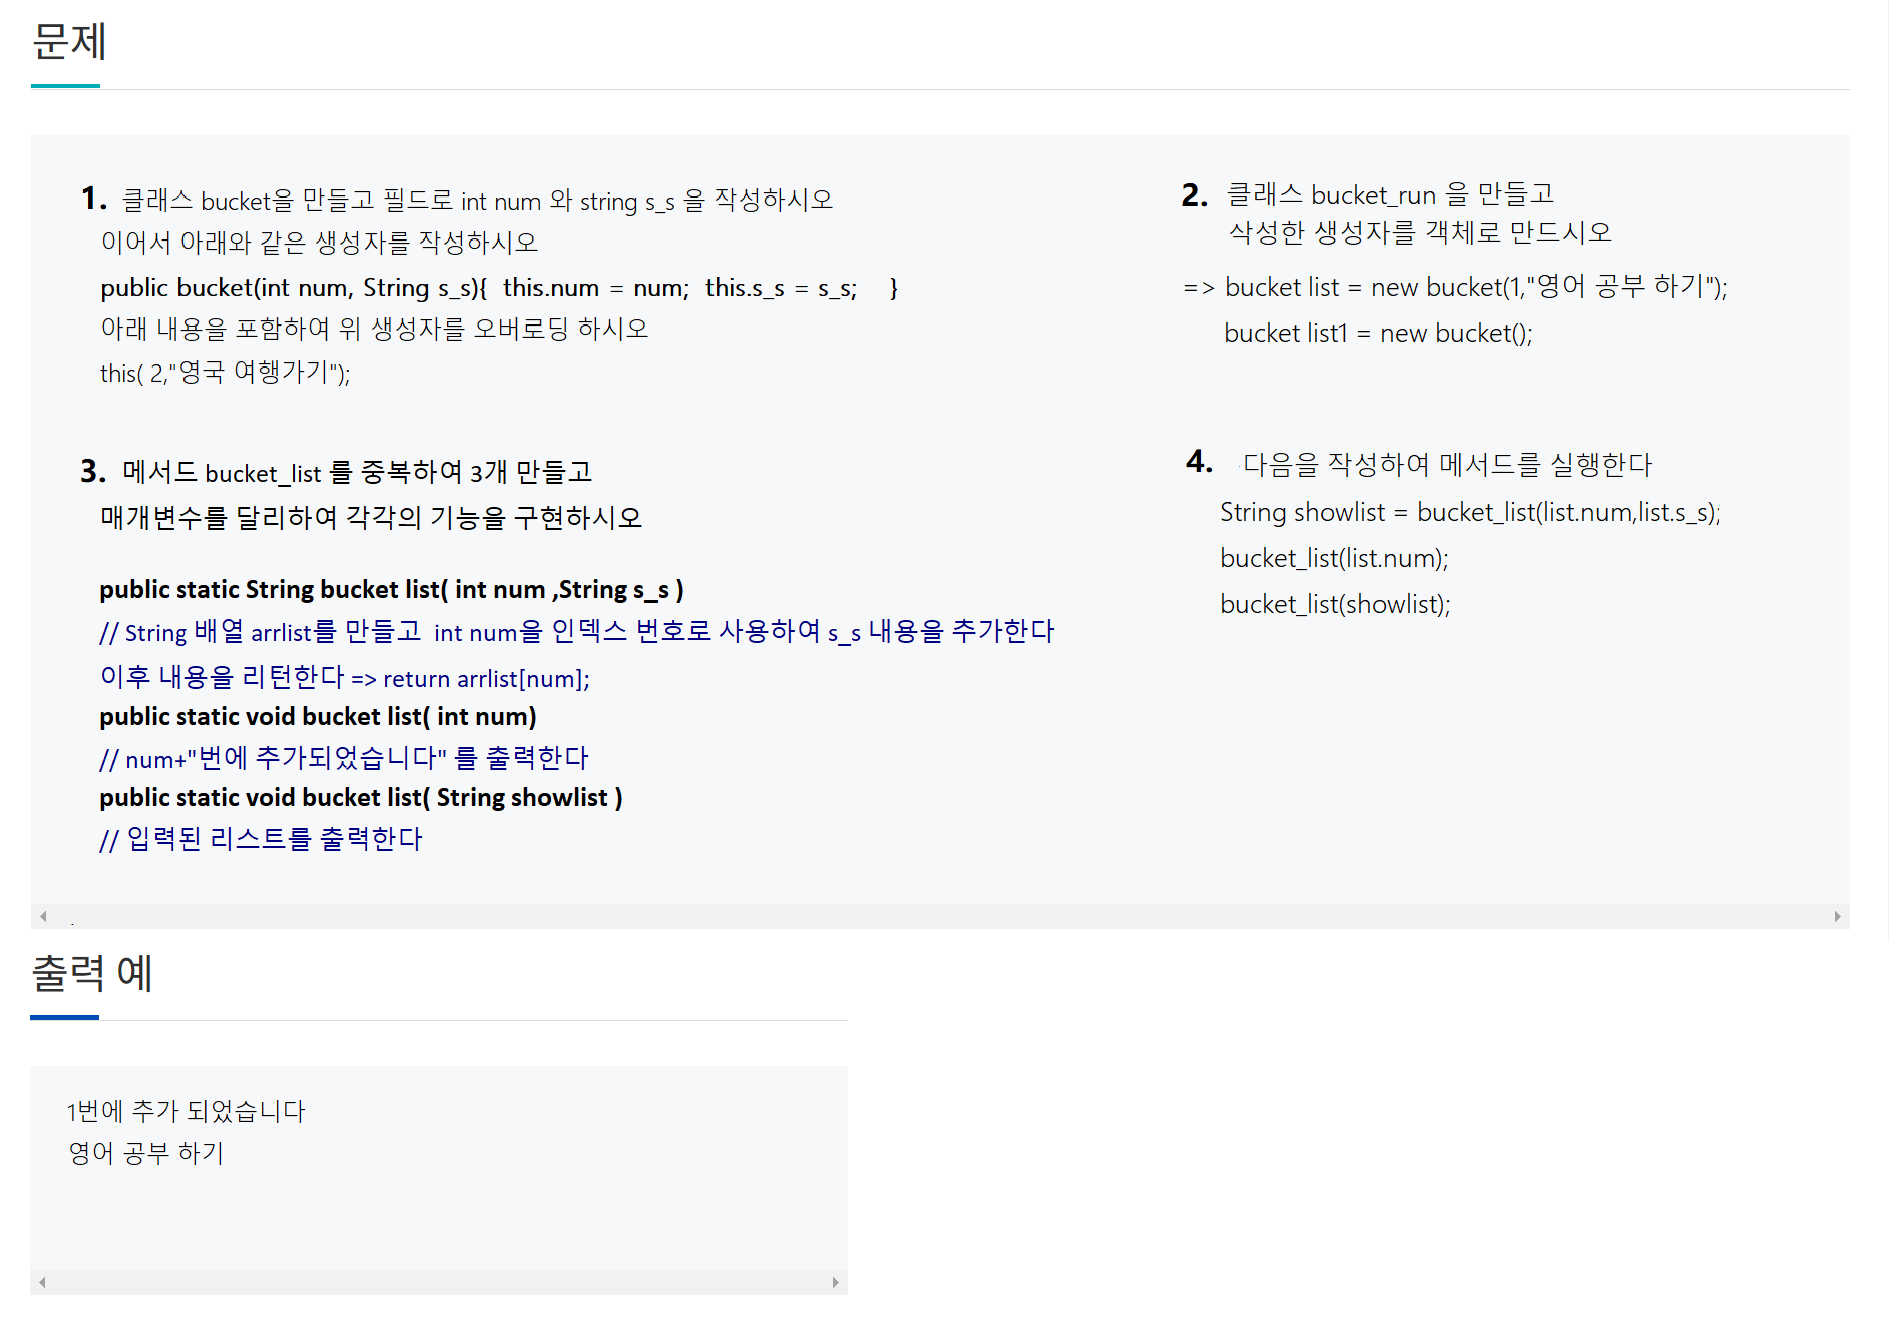 문제
1. 클래스 bucket을 만들고 필드로 int num 와 string s_s 을 작성하시오
이어서 아래와 같은 생성자를 작성하시오
public bucket(int num, String s_s){ this.num = num; this.s_s = s_s; }
아래 내용을 포함하여 위 생성자를 오버로딩 하시오
this( 2,"영국 여행가기");
2. 클래스 bucket_run 을 만들고
삭성한 생성자를 객체로 만드시오
=> bucket list = new bucket(1,"영어 공부 하기");
bucket list1 = new bucket();
3. 메서드 bucket_list 를 중복하여 3개 만들고
매개변수를 달리하여 각각의 기능을 구현하시오
public static String bucket list( int num ,String s_s )
// String 배열 arrlist를 만들고 int num을 인덱스 번호로 사용하여 s_s 내용을 추가한다
이후 내용을 리턴한다 => return arrlist[num];
public static void bucket list( int num)
// num+"번에 추가되었습니다" 를 출력한다
public static void bucket list( String showlist )
// 입력된 리스트를 출력한다
4. 다음을 작성하여 메서드를 실행한다
String showlist = bucket_list(list.num,list.s_s);
bucket_list(list.num);
bucket_list(showlist);
출력 예
1번에 추가 되었습니다
영어 공부 하기